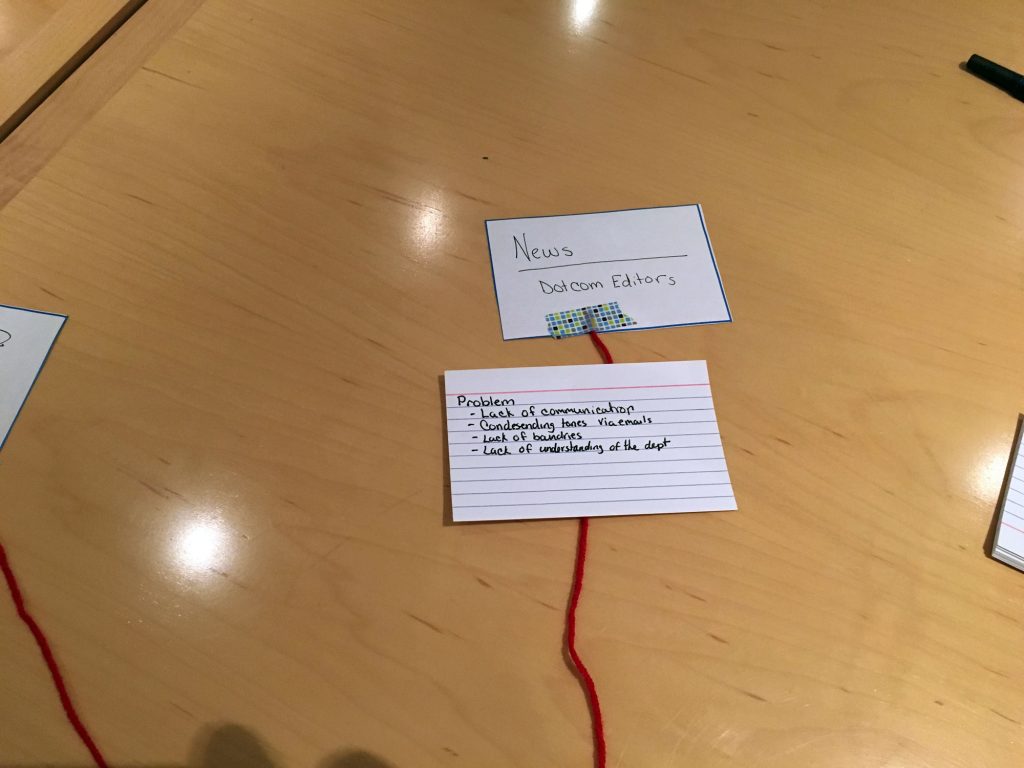 News
Dotcom Editors
Problem
- Lack of communication
- Condesending tones via emails
- Lack of baindries
- Lack of understanding of the dept